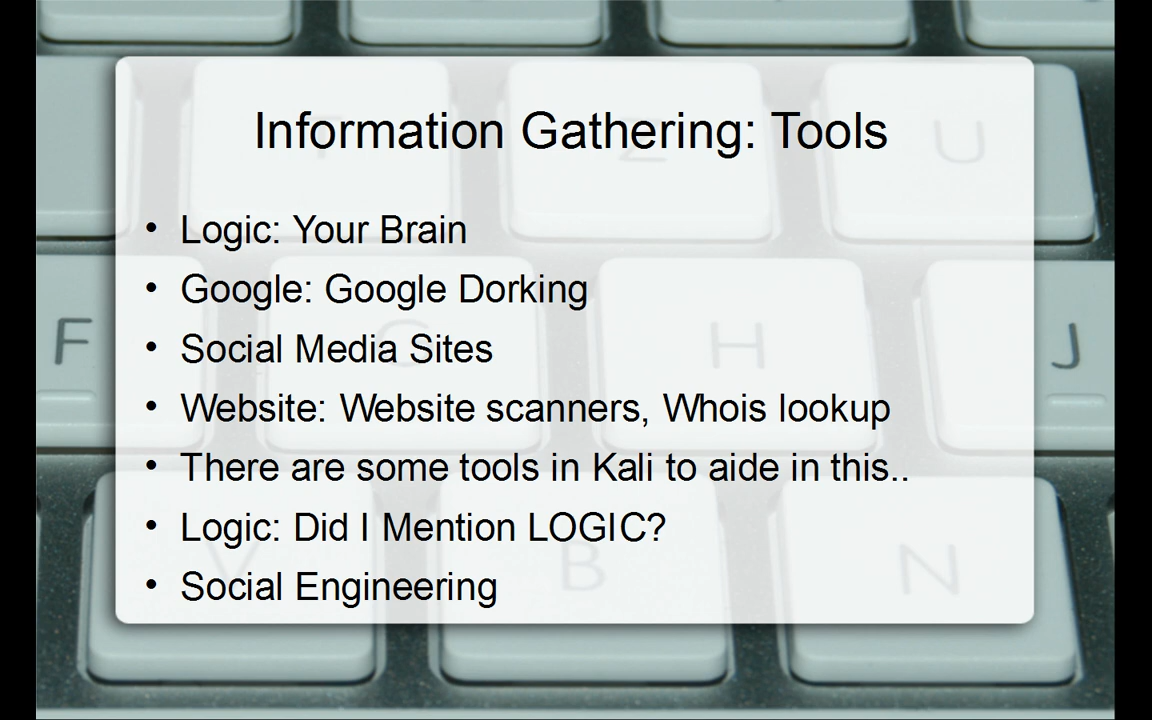 Information Gathering: Tools
• Logic: Your Brain
• Google: Google Dorking
• Social Media Sites
• Website: Website scanners, Whois lookup
• There are some tools in Kali to aide in this..
• Logic: Did I Mention LOGIC?
• Social Engineering
U
F
G
H
J
V
B
N